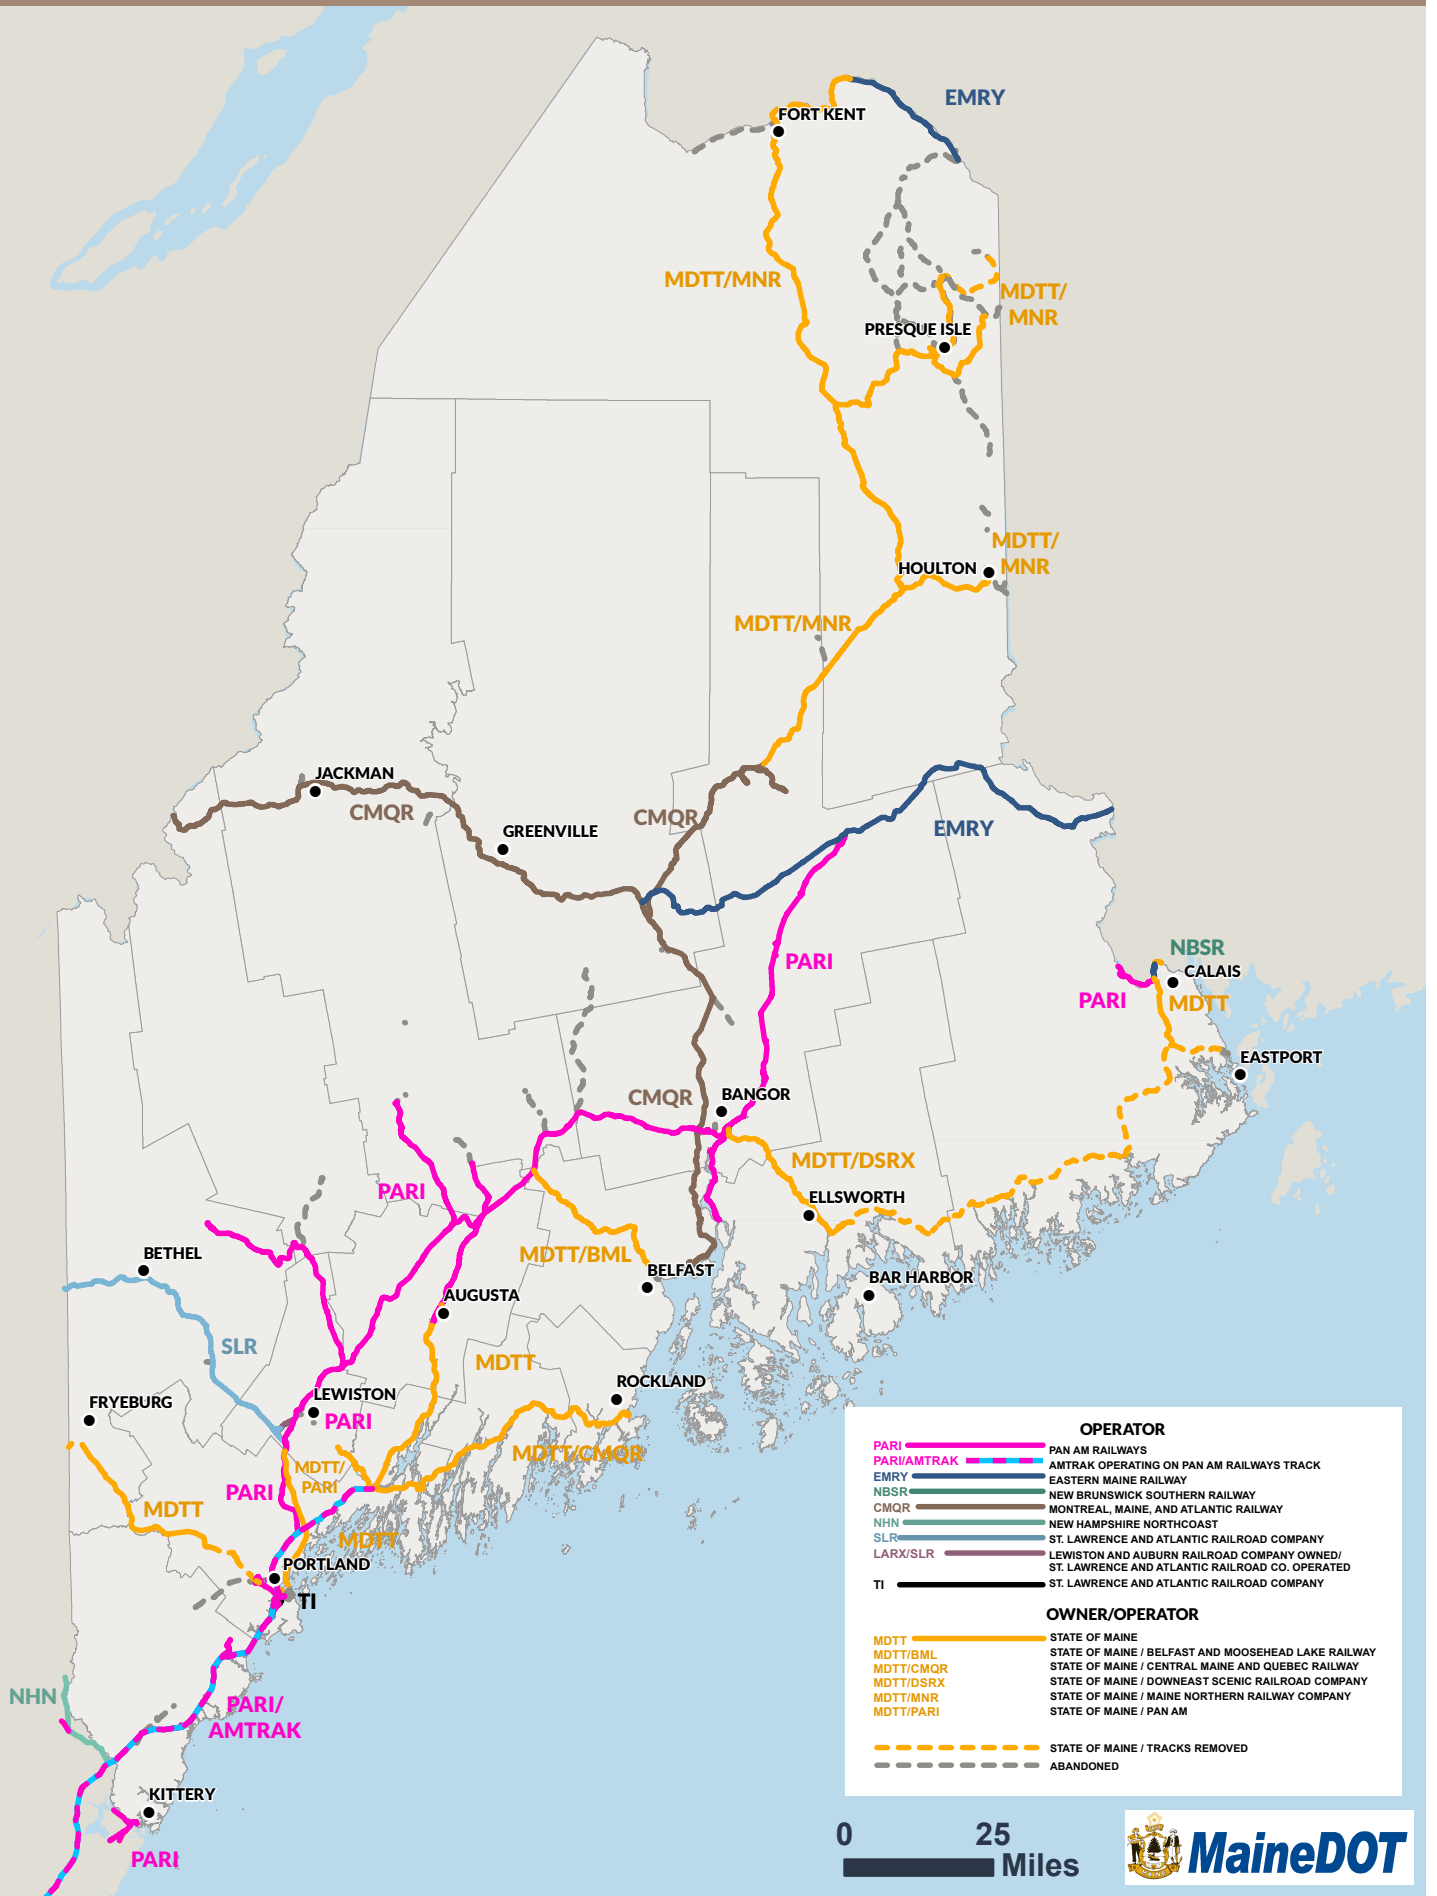 EMRY
FORT KENT
MDTT/MNR
MDTT/
MNR
PRESQUE ISLE
MDTT/
MNR
HOULTON
MDTT/MNR
JACKMAN
CMQR
CMQR
GREENVILLE
EMRY
NBSR
PARI
CALAIS
PARI
MDTT
EASTPORT
CMQR
BANGOR
MDTT/DSRX
PARI
ELLSWORTH
BETHEL
MDTT/BML
BELFAST
BAR HARBOR
AUGUSTA
SLR
MDTT
ROCKLAND
LEWISTON
FRYEBURG
PARI
MDTT/CMQR
MDTT/
PARI
PARI
MDTT
MDTT
PORTLAND
TI
NHN
PARI/
AMTRAK
KITTERY
PARI
OPERATOR
PARI PAN AM RAILWAYS
PARI/AMTRAK AMTRAK OPERATING ON PAN AM RAILWAYS TRACK
EMRY EASTERN MAINE RAILWAY
NBSR NEW BRUNSWICK SOUTHERN RAILWAY
CMQR MONTREAL, MAINE, AND ATLANTIC RAILWAY
NHN NEW HAMPSHIRE NORTHCOAST
SLR ST. LAWRENCE AND ATLANTIC RAILROAD COMPANY
LARX/SLR LEWISTON AND AUBURN RAILROAD COMPANY OWNED/
ST. LAWRENCE AND ATLANTIC RAILROAD CO. OPERATED
TI ST. LAWRENCE AND ATLANTIC RAILROAD COMPANY
OWNER/OPERATOR
MDTT STATE OF MAINE
MDTT/BML STATE OF MAINE / BELFAST AND MOOSEHEAD LAKE RAILWAY
MDTT/CMQR STATE OF MAINE / CENTRAL MAINE AND QUEBEC RAILWAY
MDTT/DSRX STATE OF MAINE / DOWNEAST SCENIC RAILROAD COMPANY
MDTT/MNR STATE OF MAINE / MAINE NORTHERN RAILWAY COMPANY
MDTT/PARI STATE OF MAINE / PAN AM
STATE OF MAINE / TRACKS REMOVED
ABANDONED
0 25
Miles
MaineDOT